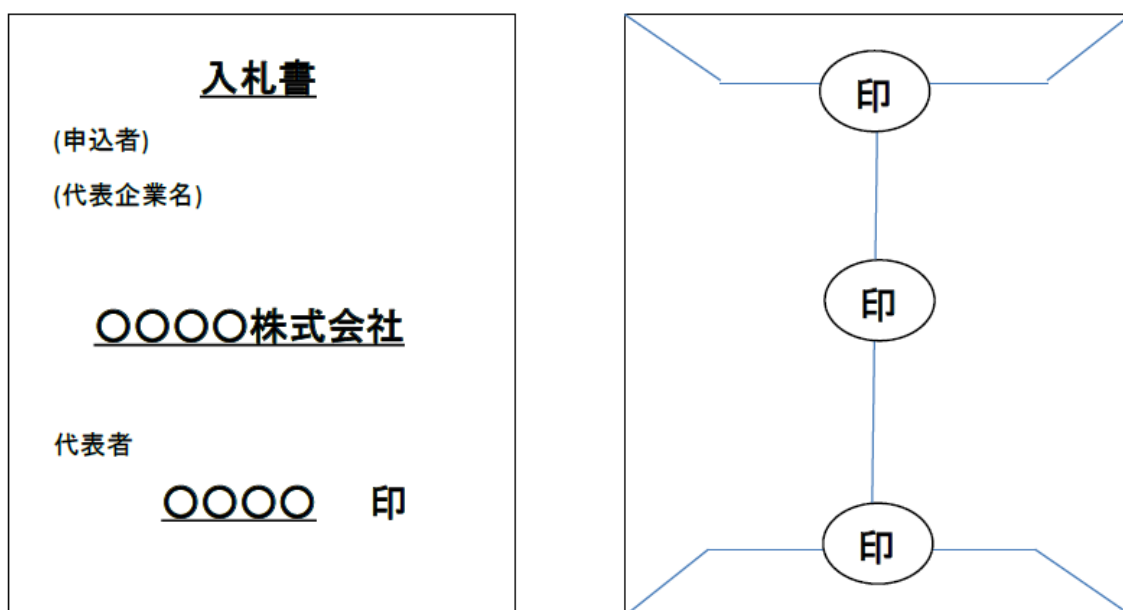 入札書
(申込者)
(代表企業名)
〇〇〇〇株式会社
代表者
〇〇〇〇 印
印
印
印